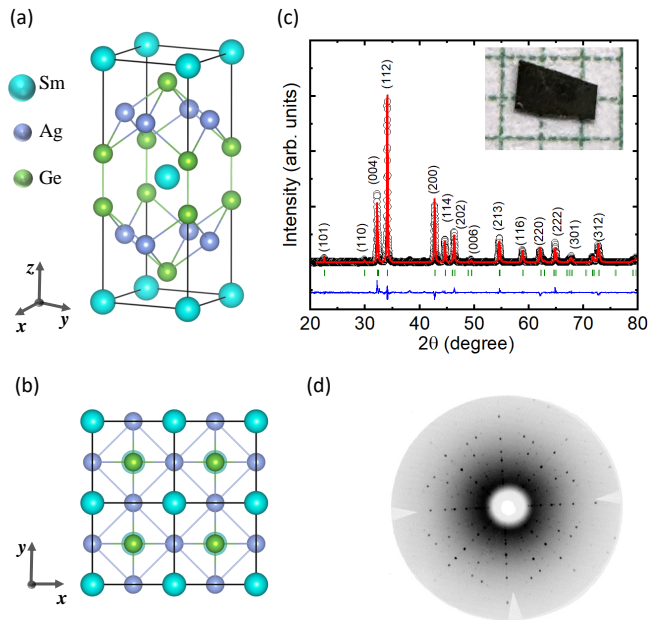 (a)
Sm
Ag
Ge
z
x
y
(b)
y
x
(c)
Intensity (arb. units)
(101)
(110)
(004)
(112)
(200)
(114)
(202)
(006)
(213)
(116)
(220)
(222)
(301)
(312)
20 30 40 50 60 70 80
2θ (degree)
(d)